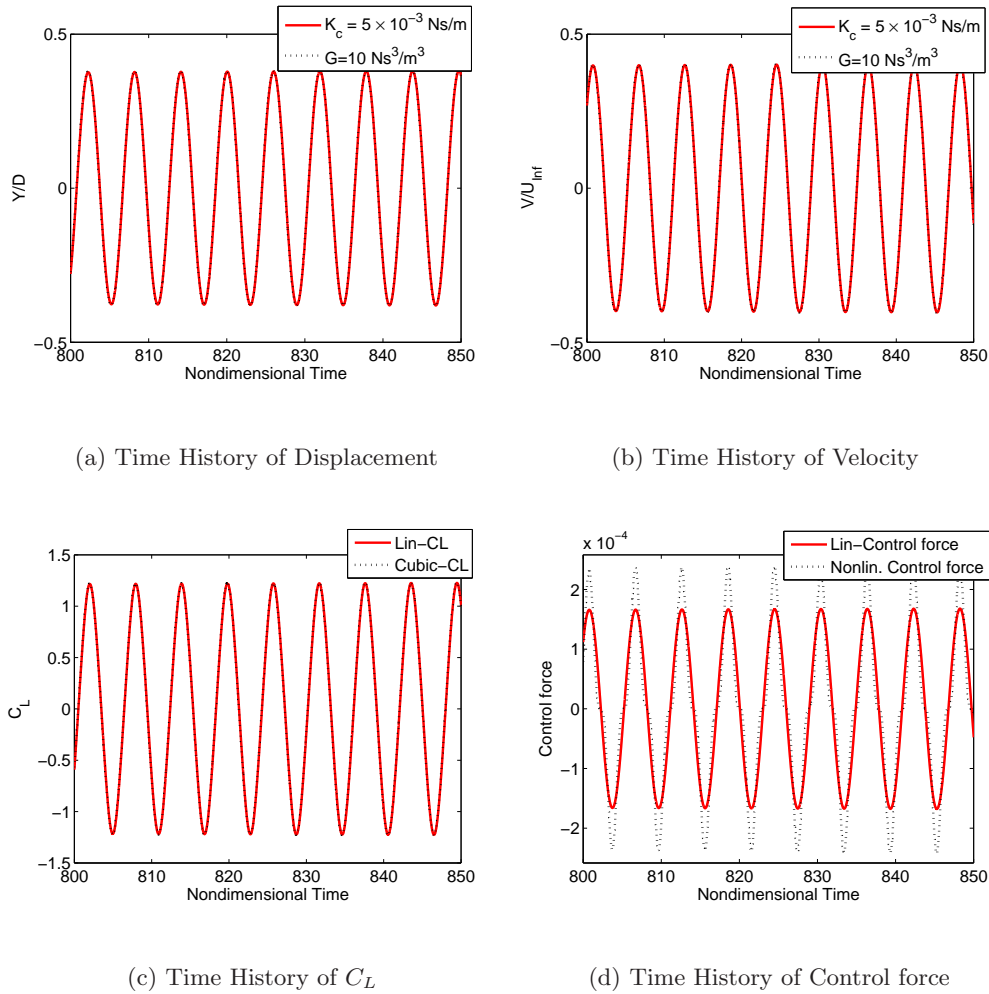 K_c = 5 × 10^−3 Ns/m
G=10 Ns^3/m^3
0.5
0
−0.5
Y/D
800 810 820 830 840 850
Nondimensional Time
(a) Time History of Displacement
K_c = 5 × 10^−3 Ns/m
G=10 Ns^3/m^3
0.5
0
−0.5
V/U_Inf
800 810 820 830 840 850
Nondimensional Time
(b) Time History of Velocity
Lin−CL
Cubic−CL
1.5
1
0.5
0
−0.5
−1
−1.5
C_L
800 810 820 830 840 850
Nondimensional Time
(c) Time History of C_L
x 10^−4
Lin−Control force
Nonlin. Control force
2
1
0
−1
−2
Control force
800 810 820 830 840 850
Nondimensional Time
(d) Time History of Control force